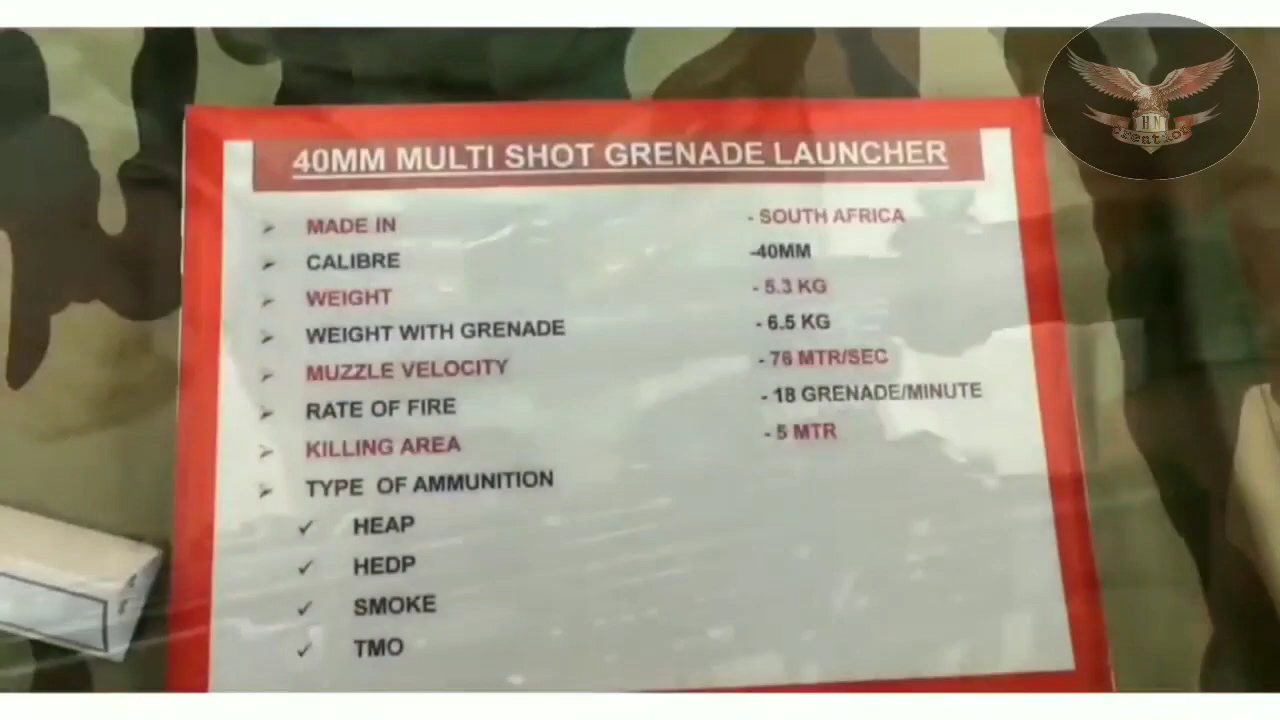 40MM MULTI SHOT GRENADE LAUNCHER
MADE IN - SOUTH AFRICA
CALIBRE -40MM
WEIGHT - 5.3 KG
WEIGHT WITH GRENADE - 6.5 KG
MUZZLE VELOCITY - 76 MTR/SEC
RATE OF FIRE - 18 GRENADE/MINUTE
KILLING AREA - 5 MTR
TYPE OF AMMUNITION
✓ HEAP
✓ HEDP
✓ SMOKE
✓ TMO
HM
Creation